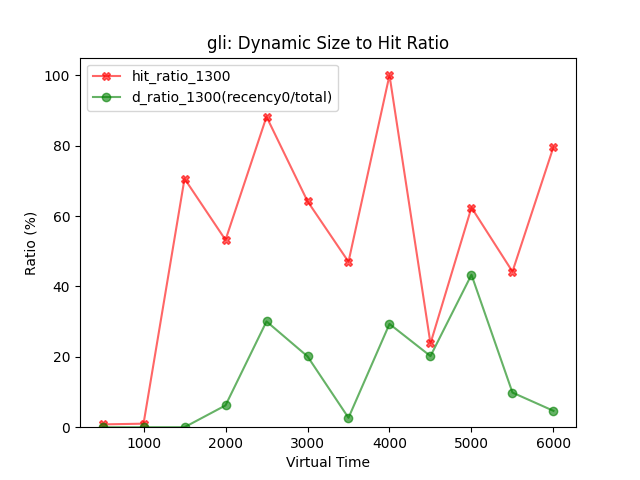 gli: Dynamic Size to Hit Ratio
hit_ratio_1300
d_ratio_1300(recency0/total)
Ratio (%)
100
80
60
40
20
0
1000
2000
3000
4000
5000
6000
Virtual Time